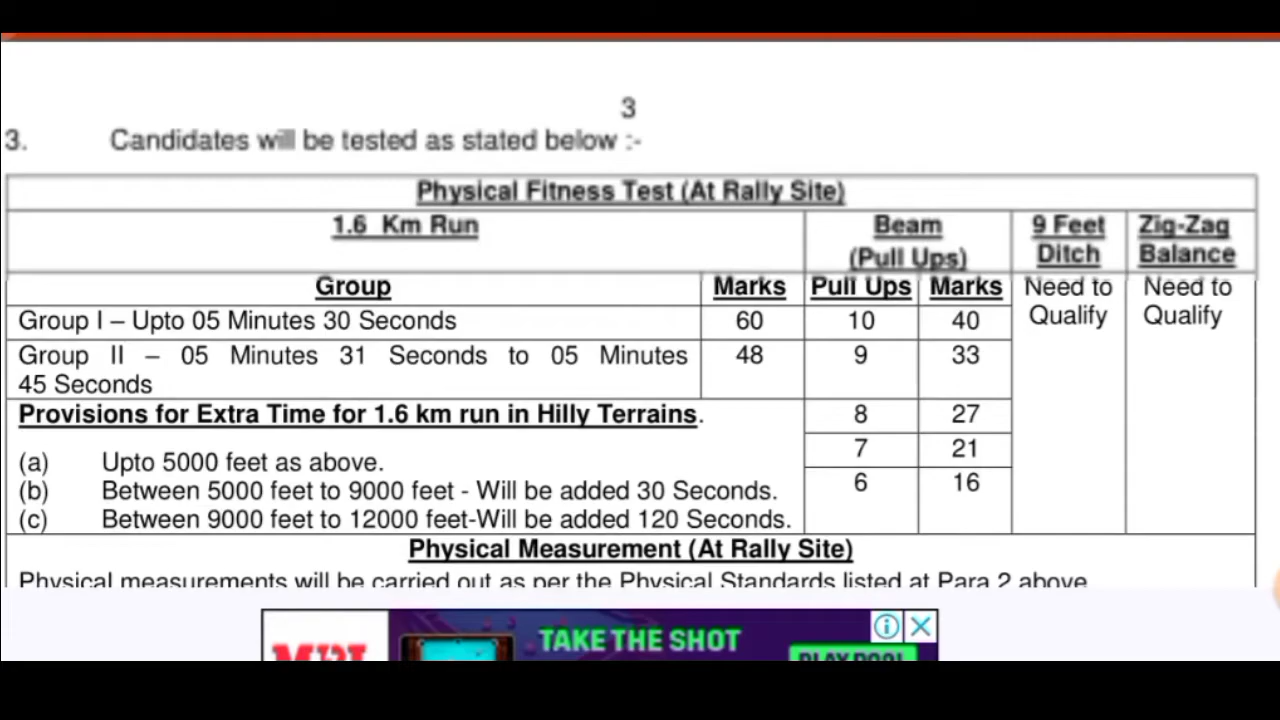 3
3. Candidates will be tested as stated below :-
Physical Fitness Test (At Rally Site)
1.6 Km Run
Beam
(Pull Ups)
9 Feet
Ditch
Zig-Zag
Balance
Group
Marks
Pull Ups
Marks
Need to
Qualify
Need to
Qualify
Group I – Upto 05 Minutes 30 Seconds
60
10
40
Group II – 05 Minutes 31 Seconds to 05 Minutes
45 Seconds
48
9
33
Provisions for Extra Time for 1.6 km run in Hilly Terrains.
8
27
7
21
(a) Upto 5000 feet as above.
(b) Between 5000 feet to 9000 feet - Will be added 30 Seconds.
6
16
(c) Between 9000 feet to 12000 feet-Will be added 120 Seconds.
Physical Measurement (At Rally Site)
Physical measurements will be carried out as per the Physical Standards listed at Para 2 above
TAKE THE SHOT
PLAY POOL